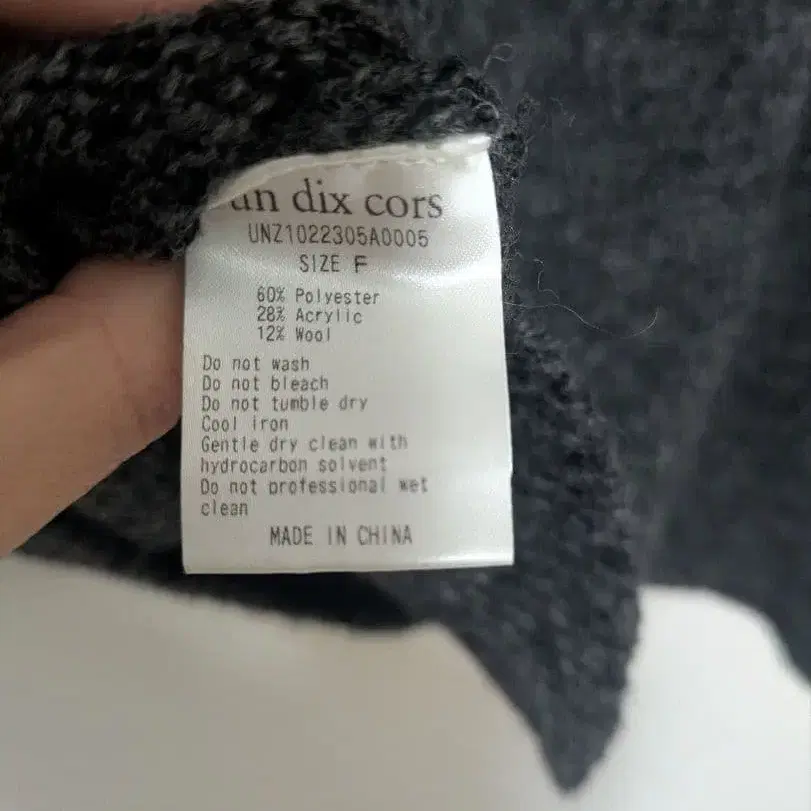 un dix cors
UNZ1022305A0005
SIZE F
60% Polyester
28% Acrylic
12% Wool
Do not wash
Do not bleach
Do not tumble dry
Cool iron
Gentle dry clean with
hydrocarbon solvent
Do not professional wet
clean
MADE IN CHINA